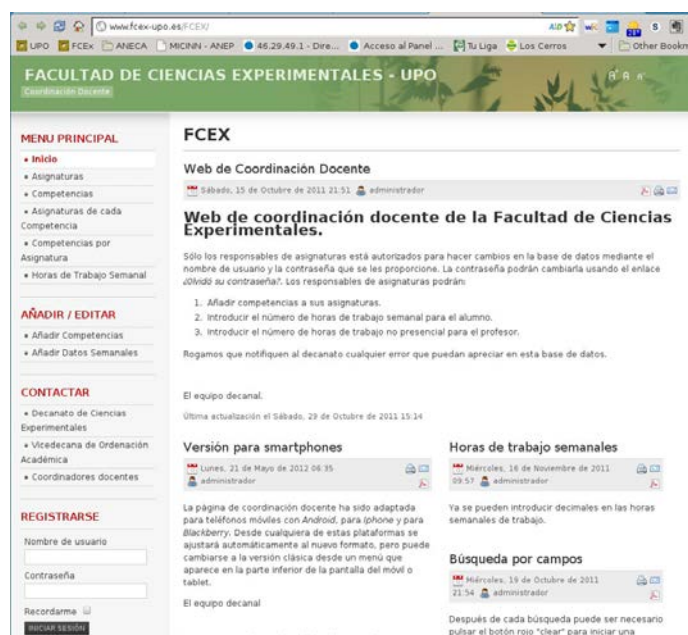 www.fcex-upo.es/FCEX/
UPO FCEx ANECA MICINN - ANEP 46.29.49.1 - Dire... Acceso al Panel ... Tu Liga Los Cerros Other Bookm
FACULTAD DE CIENCIAS EXPERIMENTALES - UPO
Coordinación Docente
MENU PRINCIPAL
Inicio
Asignaturas
Competencias
Asignaturas de cada
Competencia
Competencias por
Asignatura
Horas de Trabajo Semanal
AÑADIR / EDITAR
Añadir Competencias
Añadir Datos Semanales
CONTACTAR
Decanato de Ciencias
Experimentales
Vicedecana de Ordenación
Académica
Coordinadores docentes
REGISTRARSE
Nombre de usuario
Contraseña
Recordarme
INICIAR SESIÓN
FCEX
Web de Coordinación Docente
Sábado, 15 de Octubre de 2011 21:51 administrador
Web de coordinación docente de la Facultad de Ciencias
Experimentales.
Sólo los responsables de asignaturas está autorizados para hacer cambios en la base de datos mediante el
nombre de usuario y la contraseña que se les proporcione. La contraseña podrán cambiarla usando el enlace
¿Olvidó su contraseña?. Los responsables de asignaturas podrán:
1. Añadir competencias a sus asignaturas.
2. Introducir el número de horas de trabajo semanal para el alumno.
3. Introducir el número de horas de trabajo no presencial para el profesor.
Rogamos que notifiquen al decanato cualquier error que puedan apreciar en esta base de datos.
El equipo decanal.
Última actualización el Sábado, 29 de Octubre de 2011 15:14
Versión para smartphones
Lunes, 21 de Mayo de 2012 06:35
administrador
La página de coordinación docente ha sido adaptada
para teléfonos móviles con Android, para Iphone y para
Blackberry. Desde cualquiera de estas plataformas se
ajustará automáticamente al nuevo formato, pero puede
cambiarse a la versión clásica desde un menú que
aparece en la parte inferior de la pantalla del móvil o
tablet.
El equipo decanal
Horas de trabajo semanales
Miércoles, 16 de Noviembre de 2011
09:57 administrador
Ya se pueden introducir decimales en las horas
semanales de trabajo.
Búsqueda por campos
Miércoles, 19 de Octubre de 2011
21:54 administrador
Después de cada búsqueda puede ser necesario
pulsar el botón rojo "clear" para iniciar una